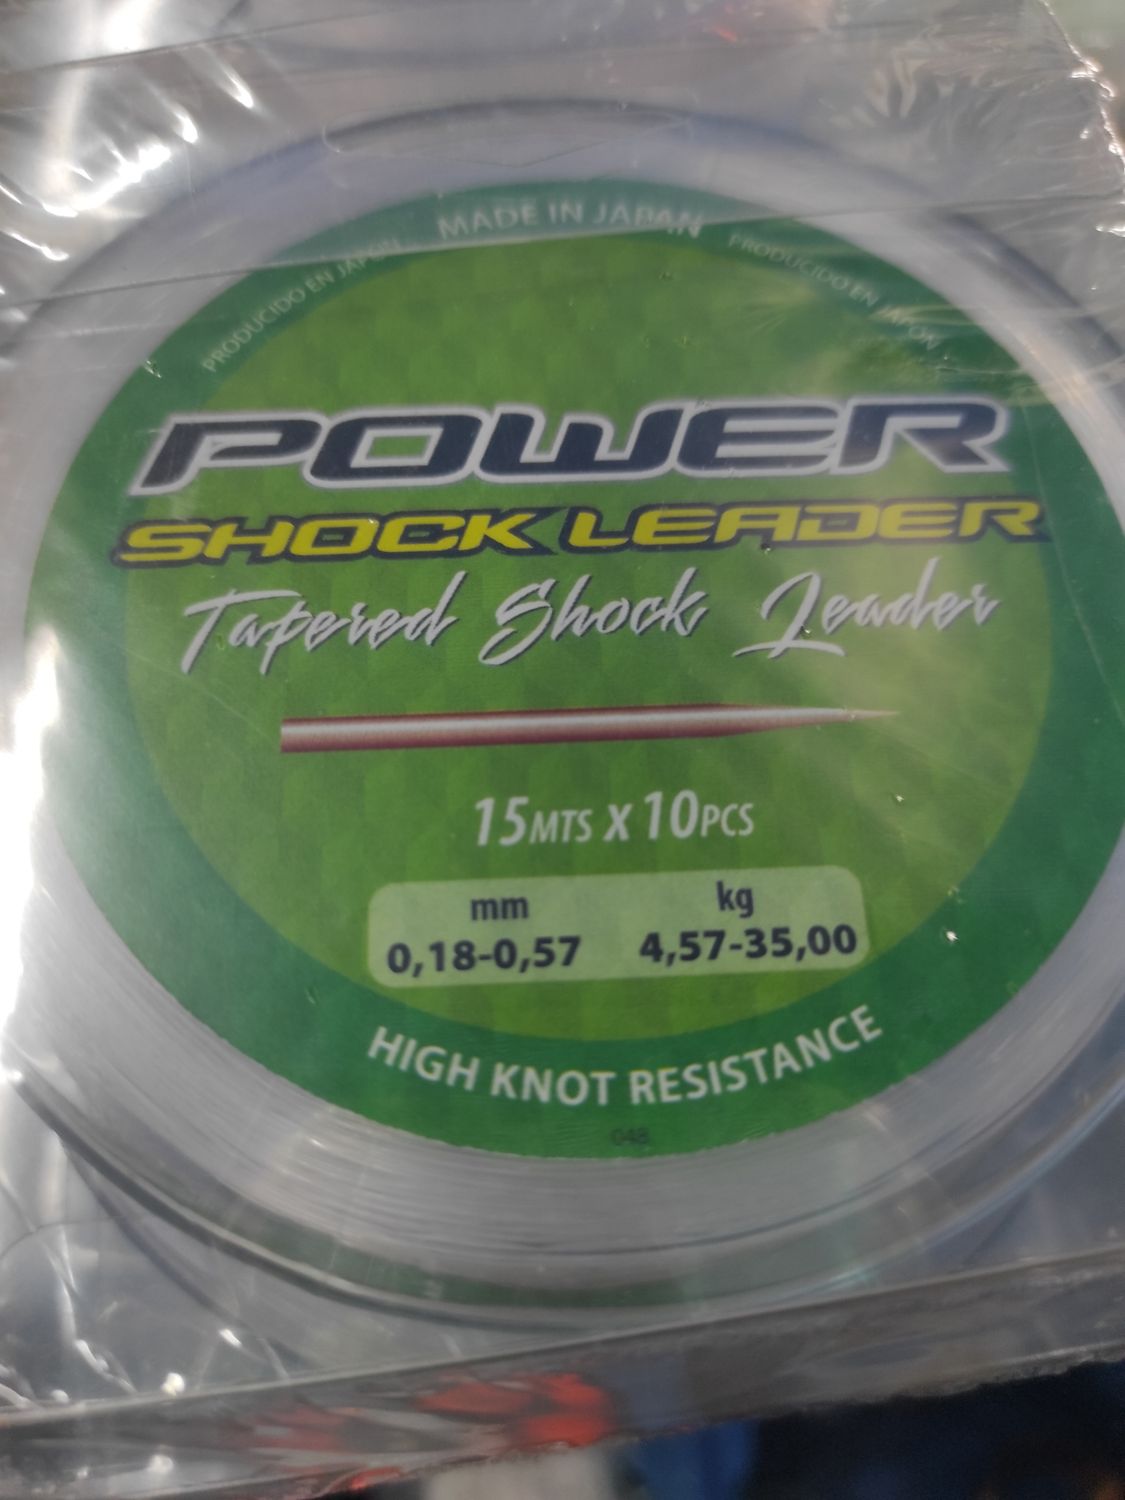 MADE IN JAPAN
PRODUCIDO EN JAPON
PRODUCIDO EN JAPON
POWER
SHOCK LEADER
Tapered Shock Leader
15MTS x 10PCS
mm kg
0,18-0,57 4,57-35,00
HIGH KNOT RESISTANCE
048